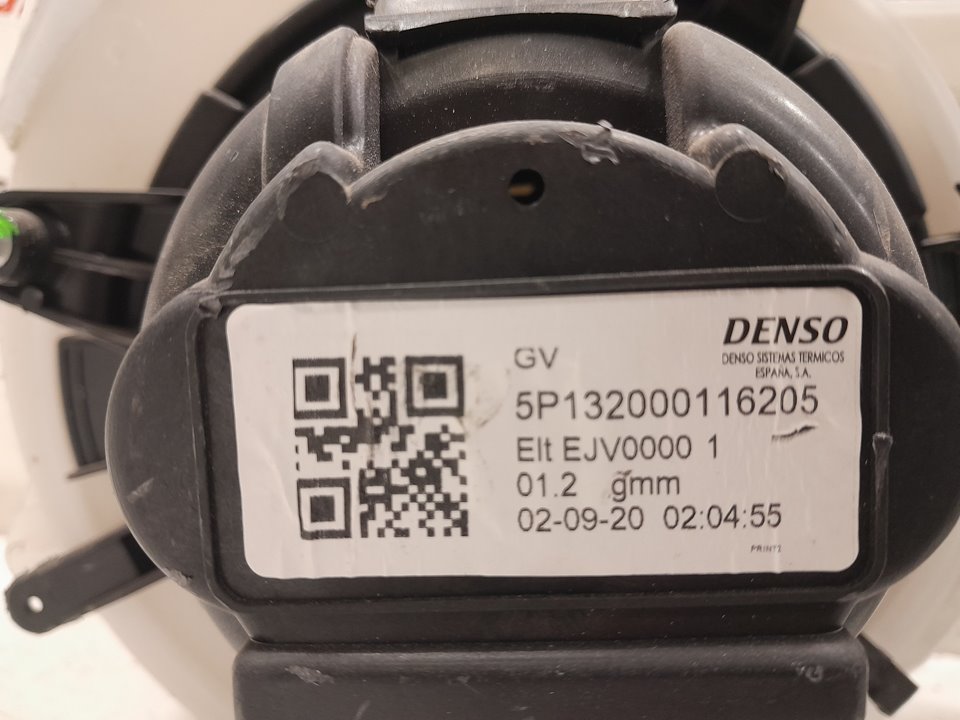 DENSO
DENSO SISTEMAS TERMICOS
ESPAÑA, S.A.
GV
5P132000116205
Elt EJV0000 1
01.2 gmm
02-09-20 02:04:55
PRINT2